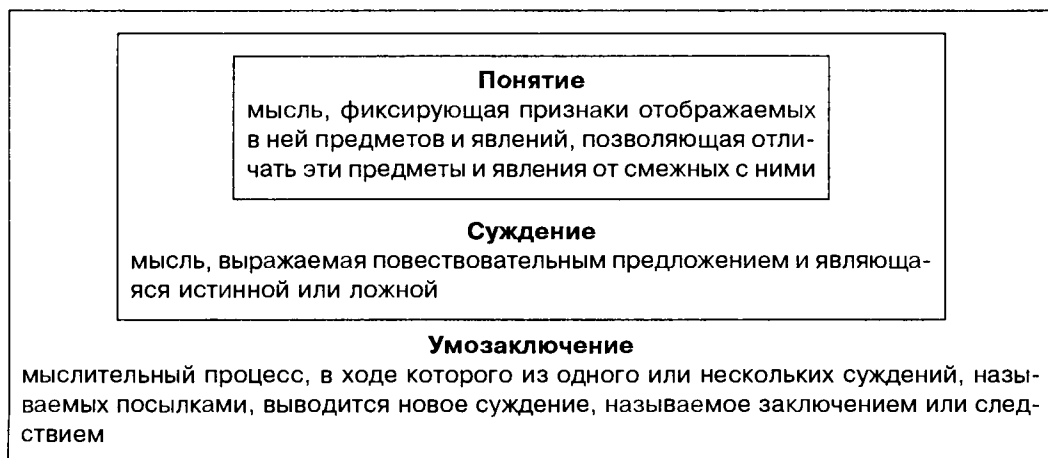 Понятие
мысль, фиксирующая признаки отображаемых
в ней предметов и явлений, позволяющая отли-
чать эти предметы и явления от смежных с ними
Суждение
мысль, выражаемая повествовательным предложением и являюща-
яся истинной или ложной
Умозаключение
мыслительный процесс, в ходе которого из одного или нескольких суждений, назы-
ваемых посылками, выводится новое суждение, называемое заключением или след-
ствием